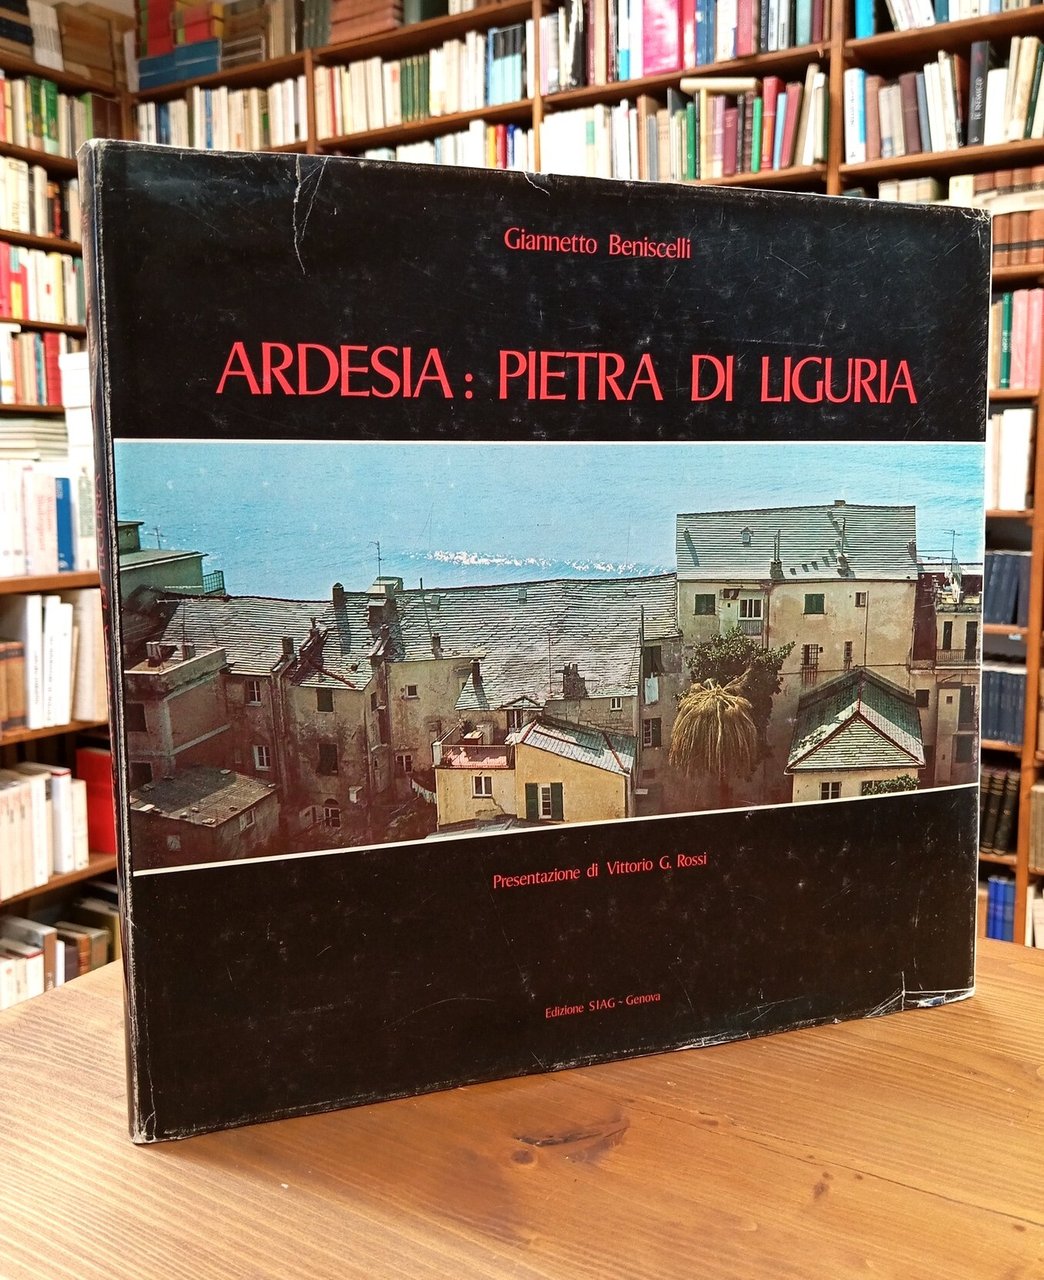 Giannetto Beniscelli
ARDESIA: PIETRA DI LIGURIA
Presentazione di Vittorio G. Rossi
Edizione SIAG ~ Genova